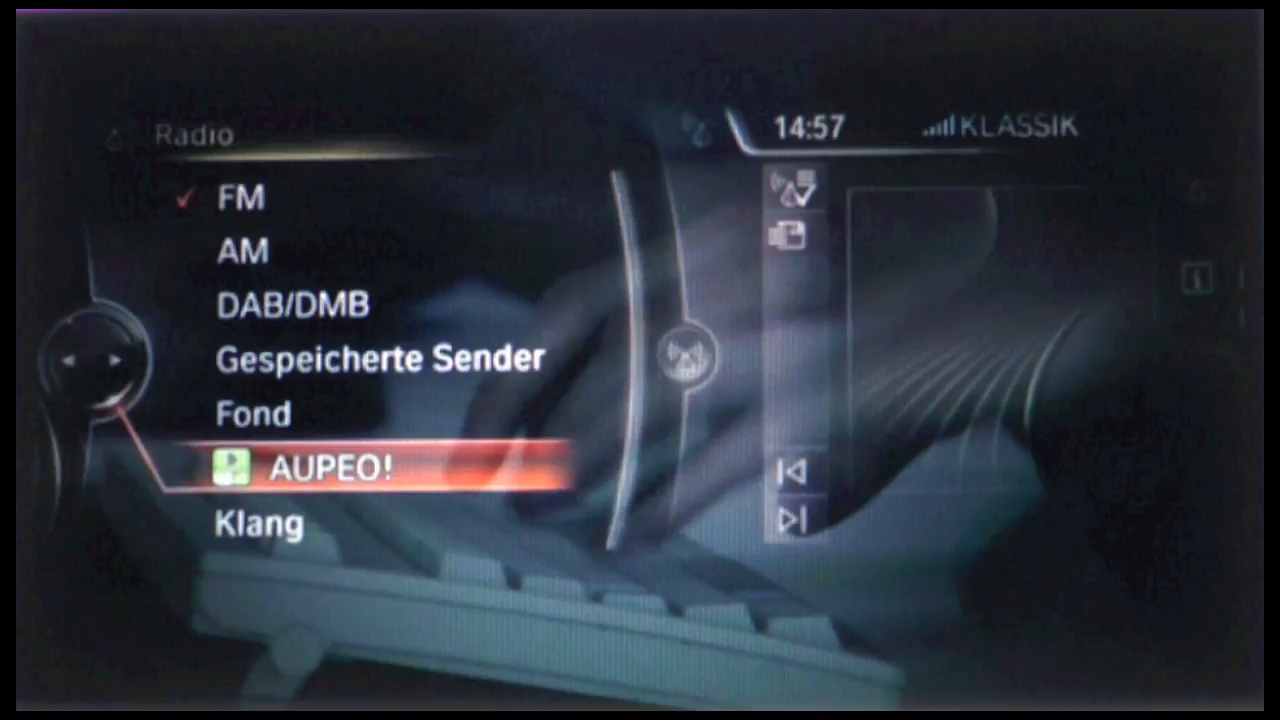 Radio
14:57 KLASSIK
FM
AM
DAB/DMB
Gespeicherte Sender
Fond
AUPEO!
Klang